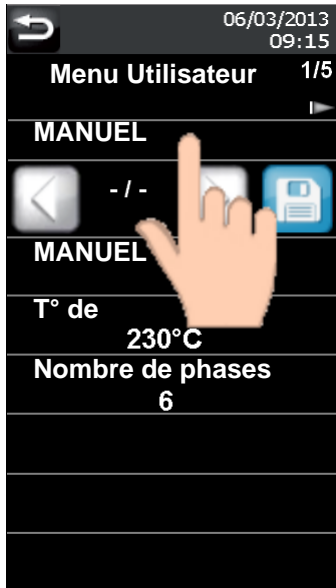 06/03/2013
09:15
Menu Utilisateur 1/5
MANUEL
- / -
MANUEL
T° de
230°C
Nombre de phases
6